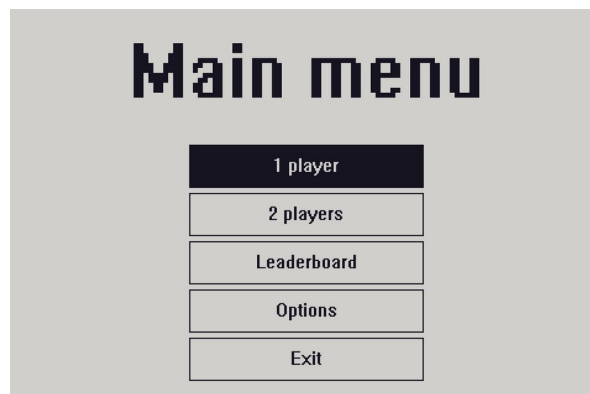 Main menu
1 player
2 players
Leaderboard
Options
Exit